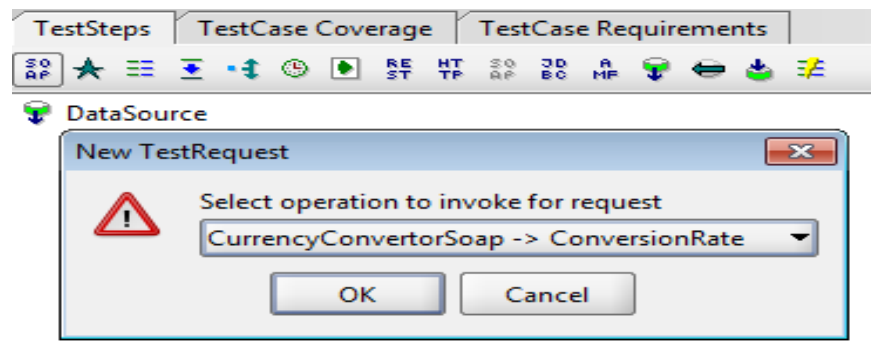 TestSteps TestCase Coverage TestCase Requirements
SO AP RE ST HT TP SO AP JD BC A MF
DataSource
New TestRequest
Select operation to invoke for request
CurrencyConvertorSoap -> ConversionRate
OK Cancel